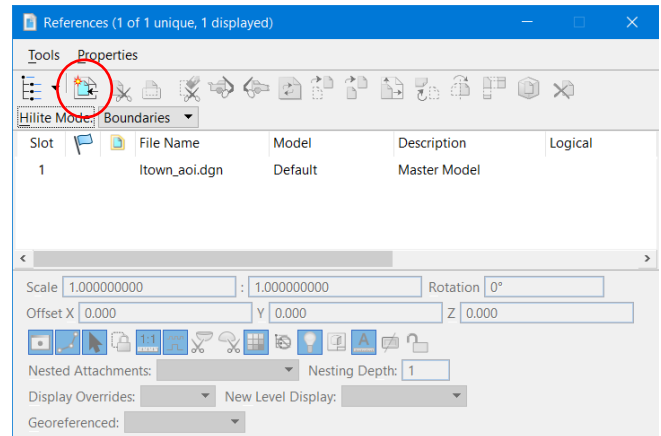 References (1 of 1 unique, 1 displayed)
Tools Properties
Hilite Mode: Boundaries
Slot File Name Model Description Logical
1 ltown_aoi.dgn Default Master Model
Scale 1.000000000 : 1.000000000 Rotation 0°
Offset X 0.000 Y 0.000 Z 0.000
1:1 A
Nested Attachments: Nesting Depth: 1
Display Overrides: New Level Display:
Georeferenced: